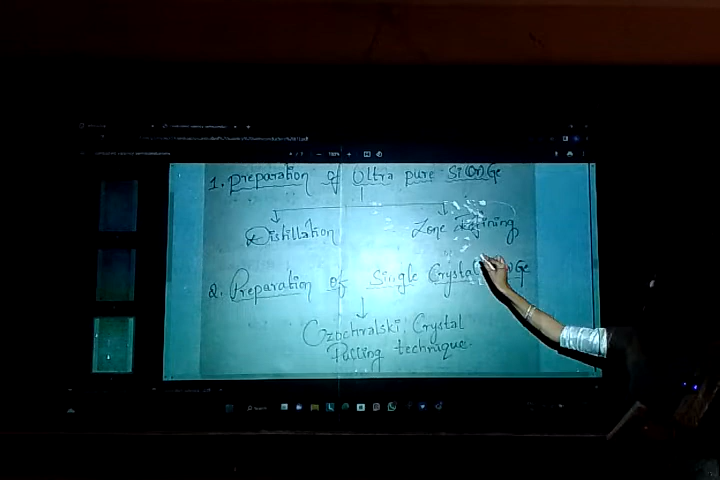 1. Preparation of Ultra pure Si(or)Ge
Distillation Zone Refining
2. Preparation of Single Crystal Ge
Czochralski Crystal
Pulling technique.